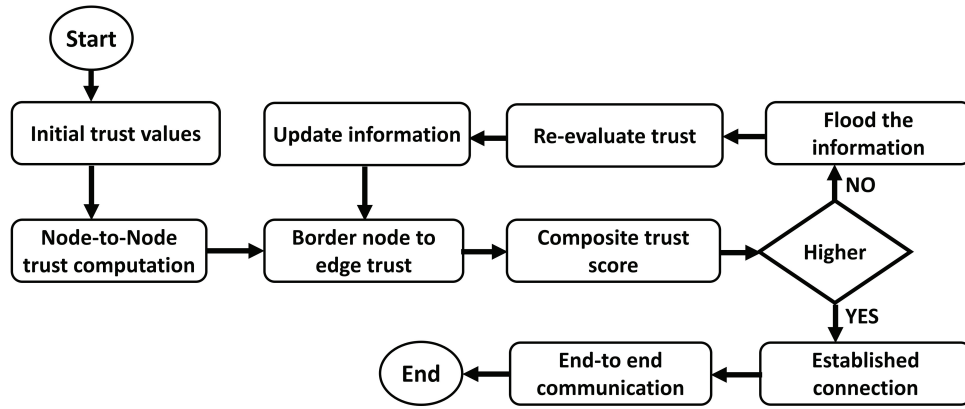 Start
Initial trust values
Update information
Re-evaluate trust
Flood the
information
NO
Node-to-Node
trust computation
Border node to
edge trust
Composite trust
score
Higher
YES
End
End-to end
communication
Established
connection